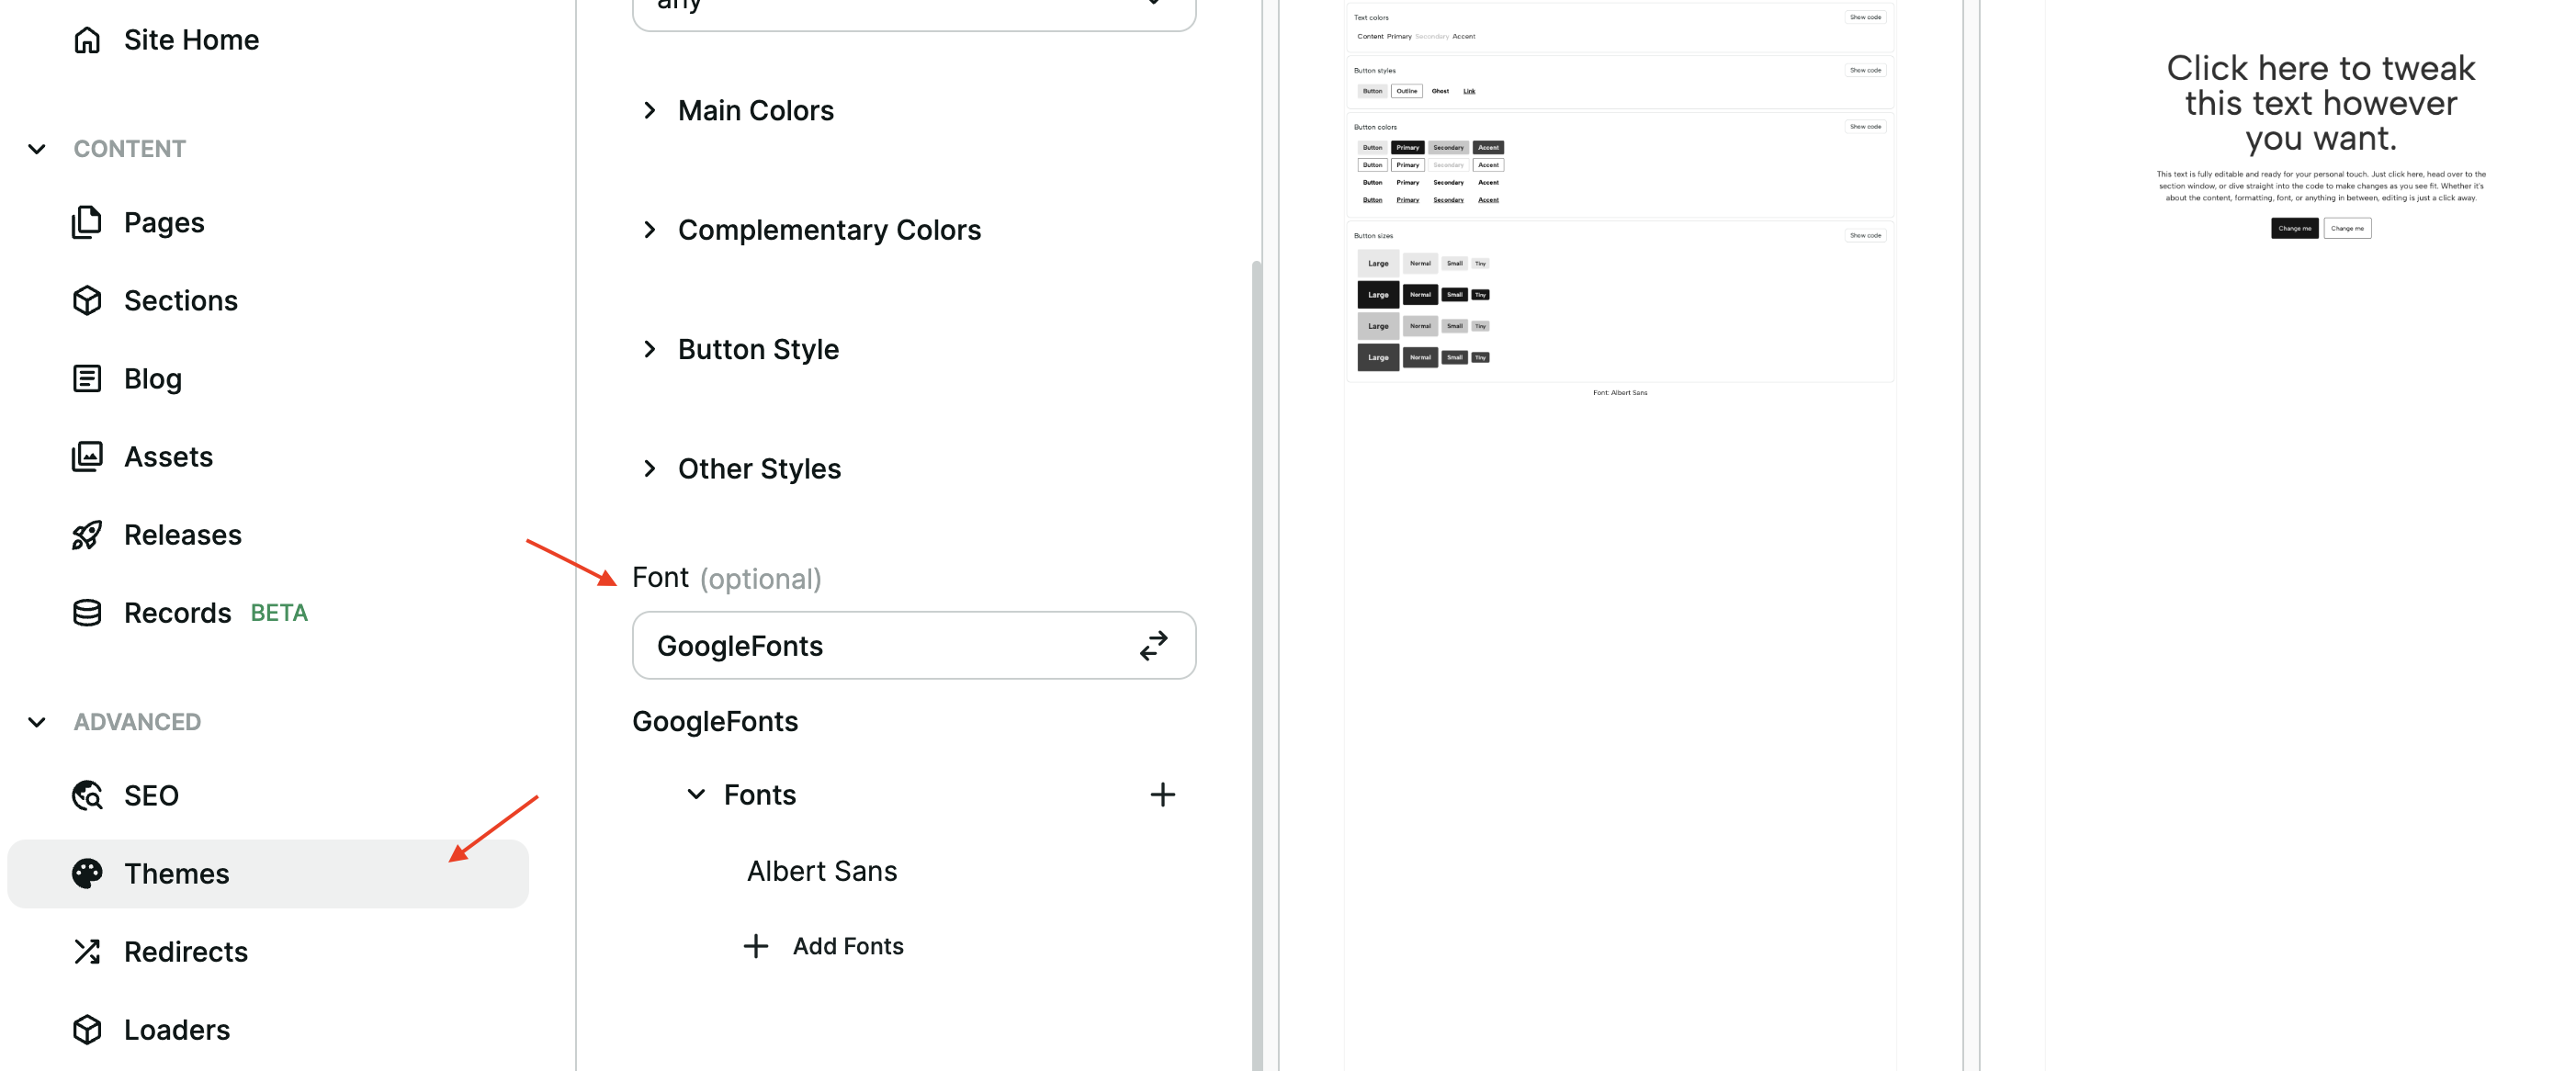 Site Home
CONTENT
Pages
Sections
Blog
Assets
Releases
Records BETA
ADVANCED
SEO
Themes
Redirects
Loaders
any
Main Colors
Complementary Colors
Button Style
Other Styles
Font (optional)
GoogleFonts
GoogleFonts
Fonts
Albert Sans
Add Fonts
Text colors Show code
Content Primary Secondary Accent
Button styles Show code
Button Outline Ghost Link
Button colors Show code
Button Primary Secondary Accent
Button Primary Secondary Accent
Button Primary Secondary Accent
Button Primary Secondary Accent
Button sizes Show code
Large Normal Small Tiny
Large Normal Small Tiny
Large Normal Small Tiny
Large Normal Small Tiny
Font: Albert Sans
Click here to tweak
this text however
you want.
This text is fully editable and ready for your personal touch. Just click here, head over to the
section window, or dive straight into the code to make changes as you see fit. Whether it's
about the content, formatting, font, or anything in between, editing is just a click away.
Change me Change me